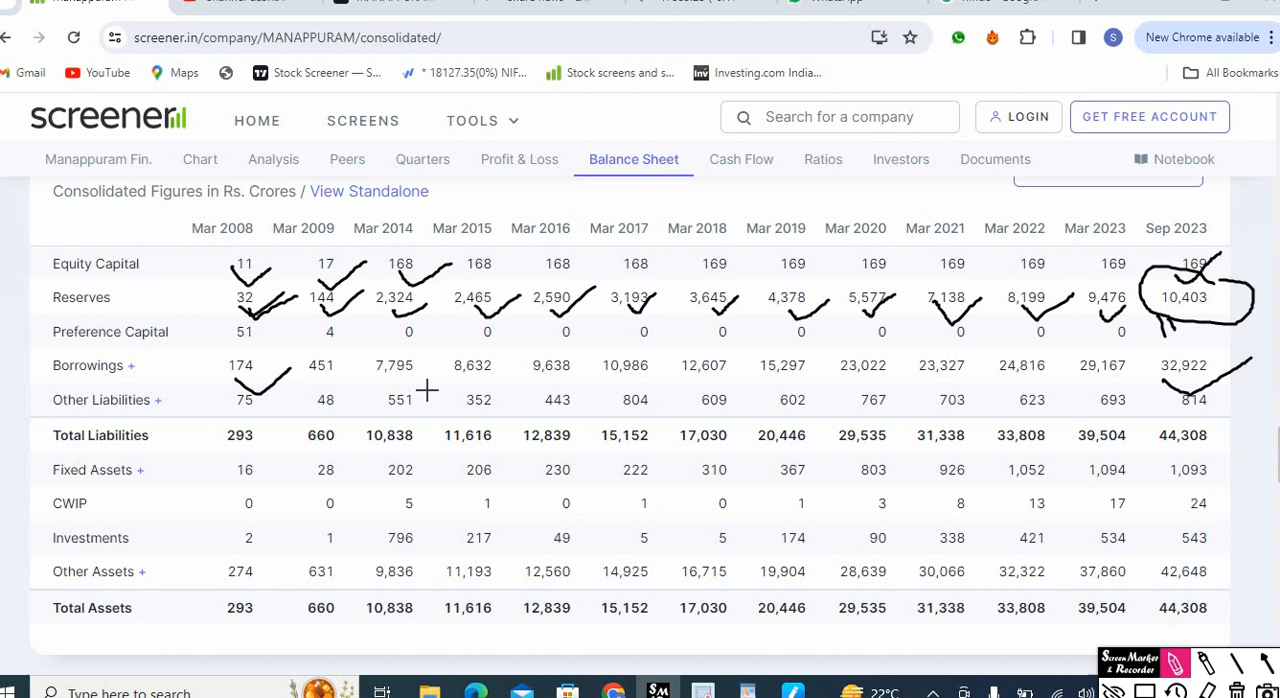 screener.in/company/MANAPPURAM/consolidated/
S
New Chrome available
Gmail YouTube Maps Stock Screener — S... * 18127.35(0%) NIF... Stock screens and s... Investing.com India... All Bookmarks
screener HOME SCREENS TOOLS Search for a company LOGIN GET FREE ACCOUNT
Manappuram Fin. Chart Analysis Peers Quarters Profit & Loss Balance Sheet Cash Flow Ratios Investors Documents Notebook
Consolidated Figures in Rs. Crores / View Standalone
Mar 2008 Mar 2009 Mar 2014 Mar 2015 Mar 2016 Mar 2017 Mar 2018 Mar 2019 Mar 2020 Mar 2021 Mar 2022 Mar 2023 Sep 2023
Equity Capital 11 17 168 168 168 168 169 169 169 169 169 169 169
Reserves 32 144 2,324 2,465 2,590 3,193 3,645 4,378 5,577 7,138 8,199 9,476 10,403
Preference Capital 51 4 0 0 0 0 0 0 0 0 0 0
Borrowings + 174 451 7,795 8,632 9,638 10,986 12,607 15,297 23,022 23,327 24,816 29,167 32,922
Other Liabilities + 75 48 551 352 443 804 609 602 767 703 623 693 814
Total Liabilities 293 660 10,838 11,616 12,839 15,152 17,030 20,446 29,535 31,338 33,808 39,504 44,308
Fixed Assets + 16 28 202 206 230 222 310 367 803 926 1,052 1,094 1,093
CWIP 0 0 5 1 0 1 0 1 3 8 13 17 24
Investments 2 1 796 217 49 5 5 174 90 338 421 534 543
Other Assets + 274 631 9,836 11,193 12,560 14,925 16,715 19,904 28,639 30,066 32,322 37,860 42,648
Total Assets 293 660 10,838 11,616 12,839 15,152 17,030 20,446 29,535 31,338 33,808 39,504 44,308
Screen Marker
& Recorder
Type here to search SM 22°C